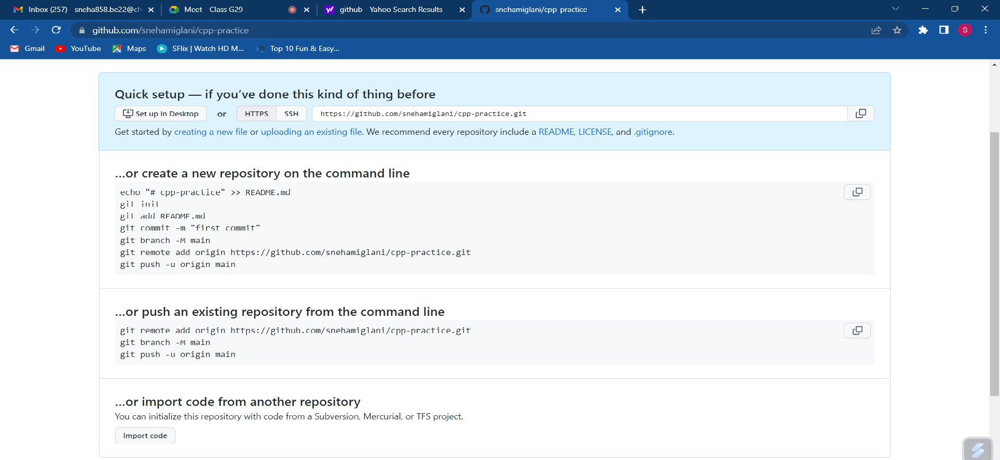 Inbox (257) sneha858.be22@ch
Meet Class G29
github Yahoo Search Results
snehamiglani/cpp practice
github.com/snehamiglani/cpp-practice
S
Gmail
YouTube
Maps
SFlix | Watch HD M...
Top 10 Fun & Easy...
Quick setup — if you've done this kind of thing before
Set up in Desktop or HTTPS SSH https://github.com/snehamiglani/cpp-practice.git
Get started by creating a new file or uploading an existing file. We recommend every repository include a README, LICENSE, and .gitignore.
...or create a new repository on the command line
echo "# cpp-practice" >> README.md
git init
git add README.md
git commit -m "first commit"
git branch -M main
git remote add origin https://github.com/snehamiglani/cpp-practice.git
git push -u origin main
...or push an existing repository from the command line
git remote add origin https://github.com/snehamiglani/cpp-practice.git
git branch -M main
git push -u origin main
...or import code from another repository
You can initialize this repository with code from a Subversion, Mercurial, or TFS project.
Import code